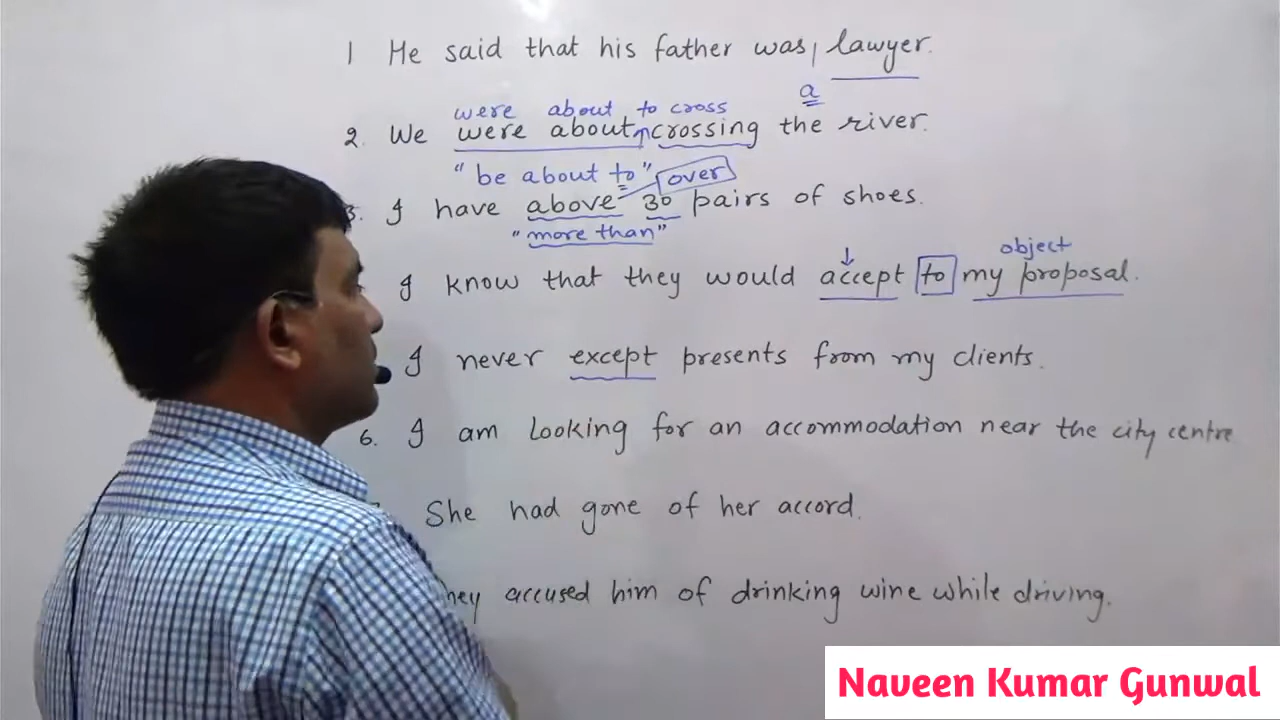 1 He said that his father was, lawyer.
a
were about to cross
2. We were about crossing the river.
"be about to" over
3. I have above 30 pairs of shoes.
"more than"
object
I know that they would accept to my proposal.
I never except presents from my clients.
6. I am looking for an accommodation near the city centre
She had gone of her accord.
hey accused him of drinking wine while driving.
Naveen Kumar Gunwal